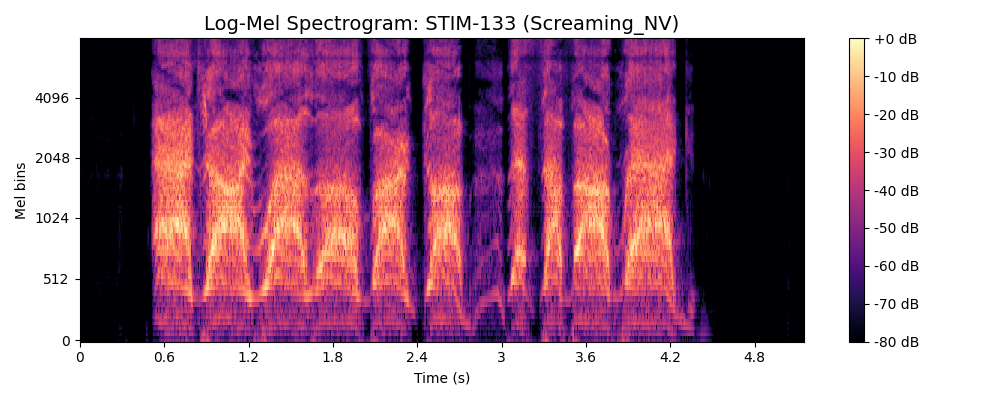 Log-Mel Spectrogram: STIM-133 (Screaming_NV)
Mel bins
4096
2048
1024
512
0
0 0.6 1.2 1.8 2.4 3 3.6 4.2 4.8
Time (s)
+0 dB
-10 dB
-20 dB
-30 dB
-40 dB
-50 dB
-60 dB
-70 dB
-80 dB